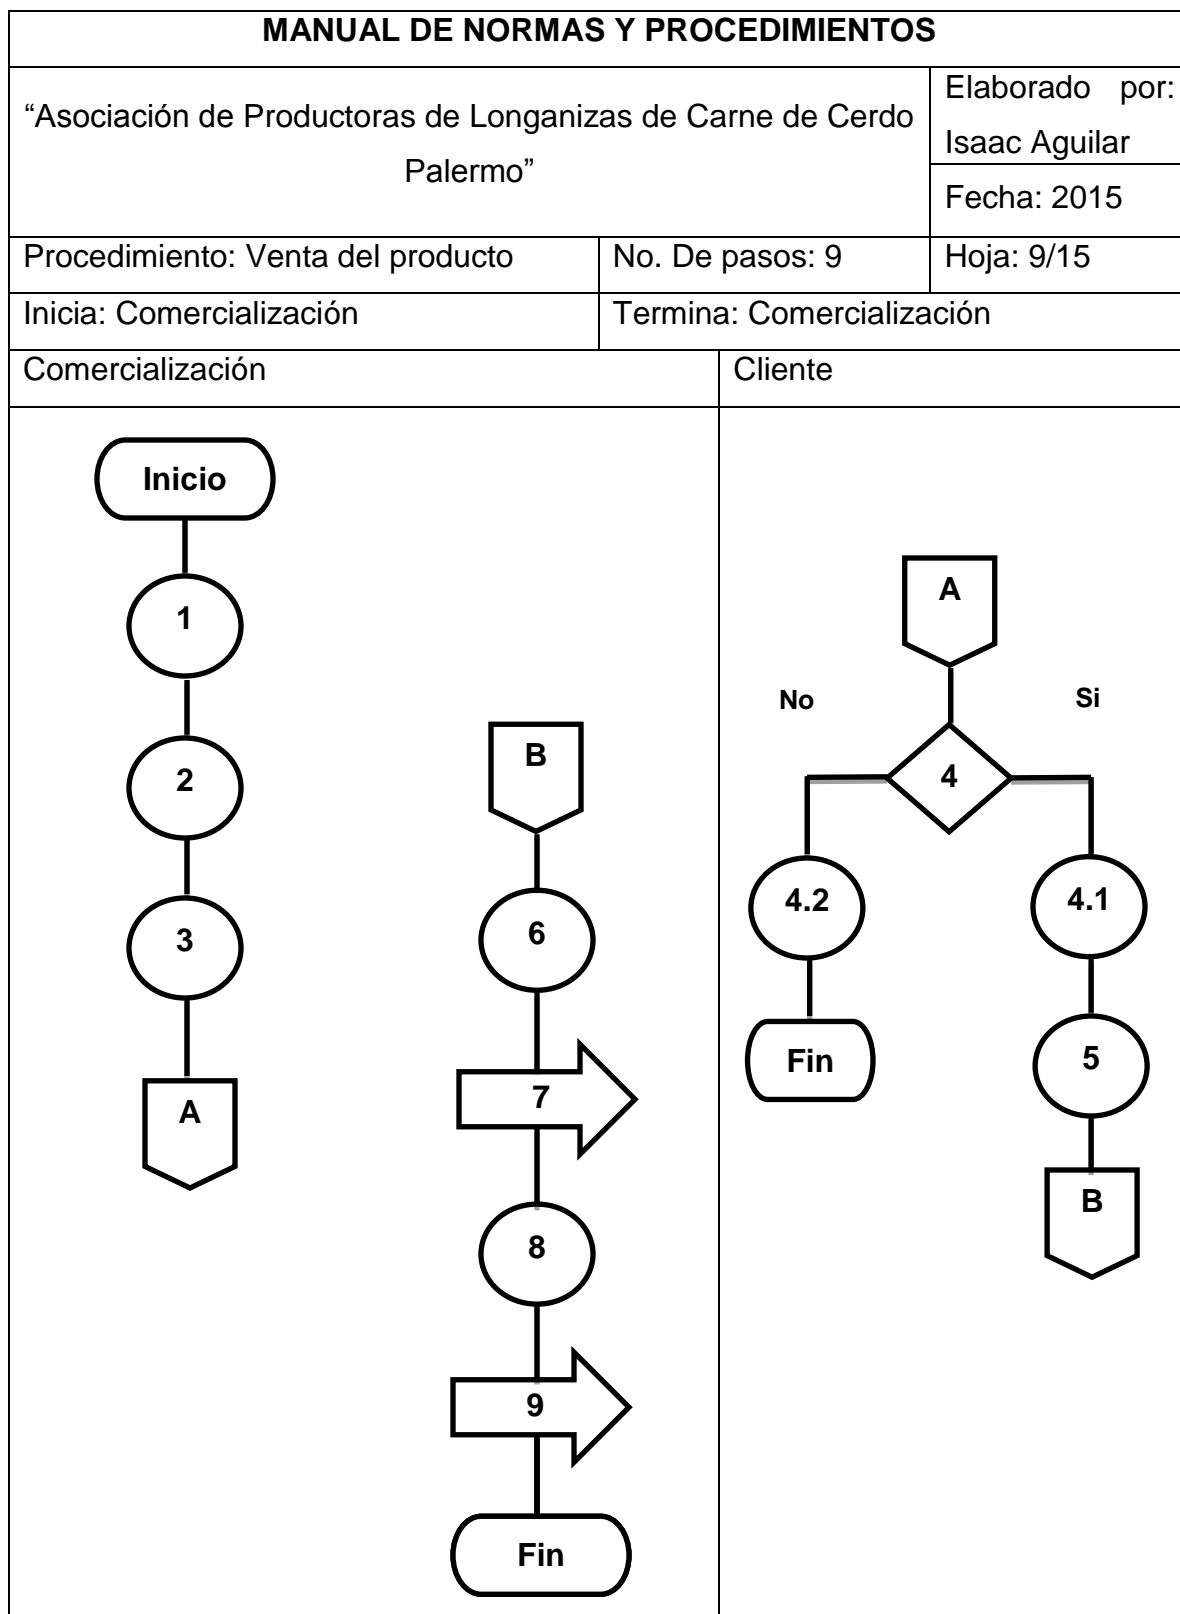 MANUAL DE NORMAS Y PROCEDIMIENTOS
“Asociación de Productoras de Longanizas de Carne de Cerdo
Palermo”
Elaborado por:
Isaac Aguilar
Fecha: 2015
Procedimiento: Venta del producto
No. De pasos: 9
Hoja: 9/15
Inicia: Comercialización
Termina: Comercialización
Comercialización
Cliente
Inicio
1
2
3
A
B
6
7
8
9
Fin
A
No
Si
4
4.2
4.1
Fin
5
B